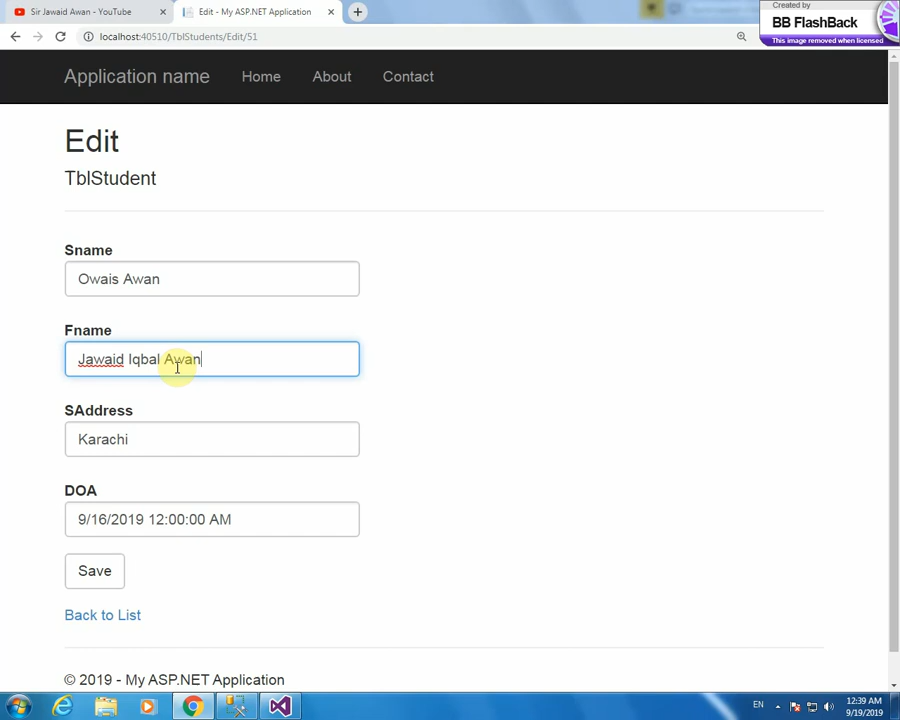 Sir Jawaid Awan - YouTube
Edit - My ASP.NET Application
Created by
BB FlashBack
This image removed when licensed
localhost:40510/TblStudents/Edit/51
Application name
Home
About
Contact
Edit
TblStudent
Sname
Owais Awan
Fname
Jawaid Iqbal Awan
SAddress
Karachi
DOA
9/16/2019 12:00:00 AM
Save
Back to List
© 2019 - My ASP.NET Application
EN
12:39 AM
9/19/2019